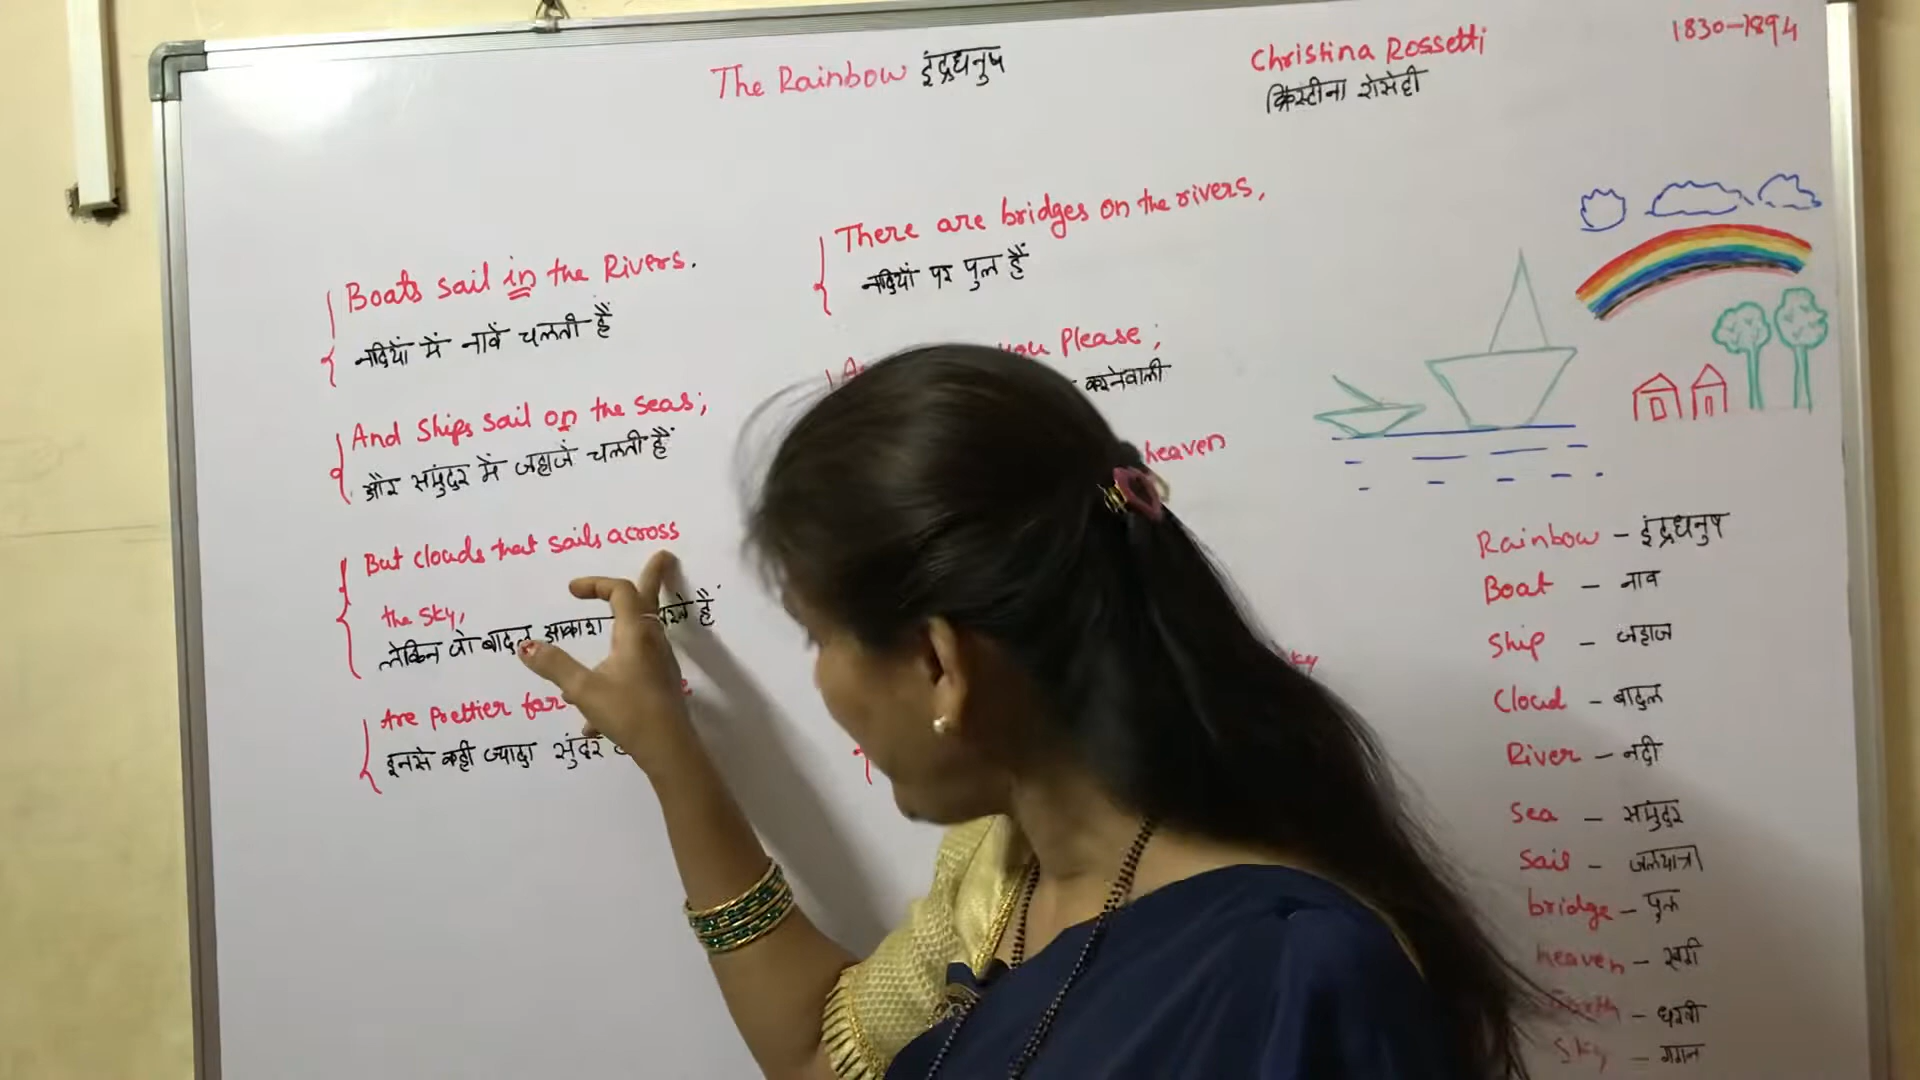 The Rainbow इंद्रधनुष
Christina Rossetti
क्रिस्टीना रोसेट्टी
1830-1894
Boats sail in the Rivers.
नदियों में नावें चलती हैं
And Ships sail on the seas;
और समुंदर में जहाजें चलती हैं
But clouds that sails across
the sky,
लेकिन जो बादल आकाश हैं
Are prettier far
इनसे कही ज्यादा सुंदर
There are bridges on the rivers,
नदियों पर पुल हैं
you Please;
करनेवाली
heaven
Rainbow - इंद्रधनुष
Boat - नाव
Ship - जहाज
Cloud - बादल
River - नदी
Sea - समुंदर
Sail - जलयात्रा
bridge - पुल
heaven - स्वर्ग
धरती
Sky - गगन